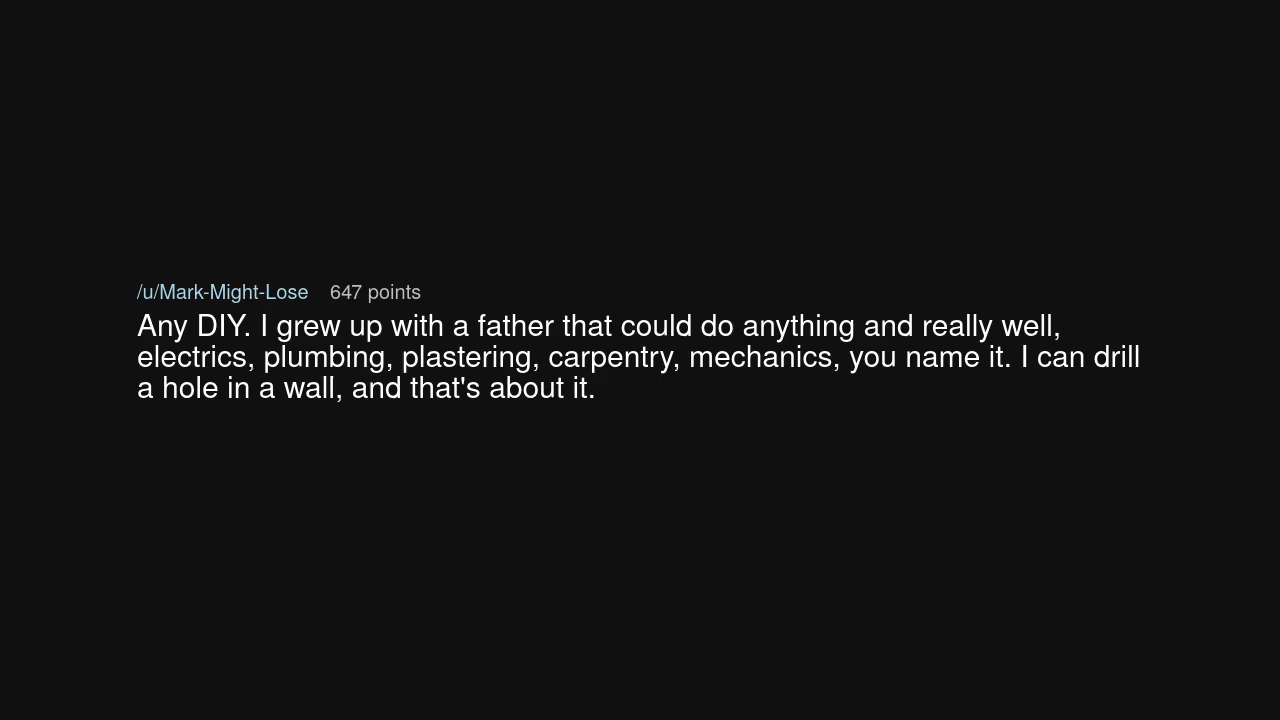 /u/Mark-Might-Lose 647 points
Any DIY. I grew up with a father that could do anything and really well,
electrics, plumbing, plastering, carpentry, mechanics, you name it. I can drill
a hole in a wall, and that's about it.